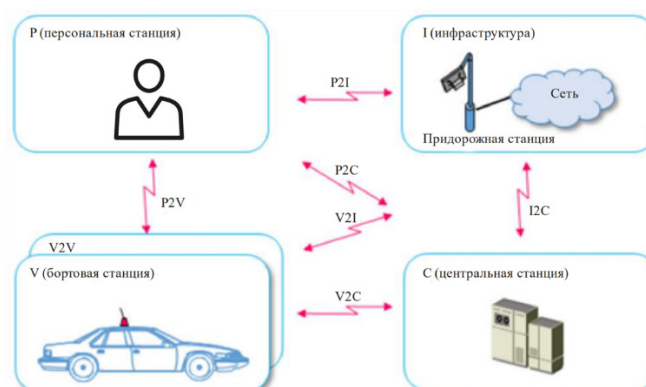 P (персональная станция)
I (инфраструктура)
P2I
Сеть
Придорожная станция
P2C
P2V
V2I
I2C
V2V
V (бортовая станция)
V2C
C (центральная станция)